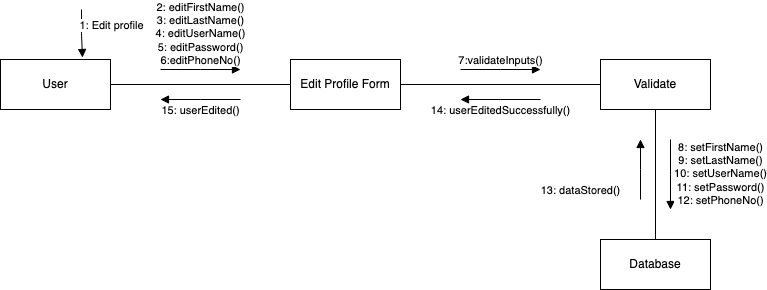 1: Edit profile
2: editFirstName()
3: editLastName()
4: editUserName()
5: editPassword()
6:editPhoneNo()
7:validateInputs()
User
Edit Profile Form
Validate
15: userEdited()
14: userEditedSuccessfully()
8: setFirstName()
9: setLastName()
10: setUserName()
11: setPassword()
12: setPhoneNo()
13: dataStored()
Database